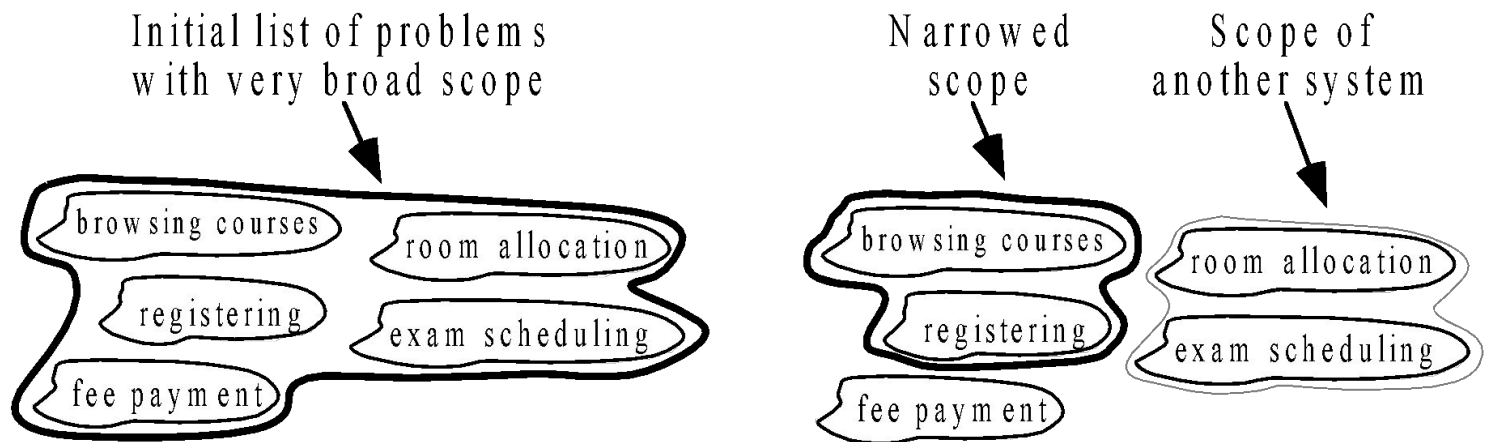 Initial list of problems
with very broad scope
browsing courses
room allocation
registering
exam scheduling
fee payment
Narrowed
scope
browsing courses
registering
fee payment
Scope of
another system
room allocation
exam scheduling